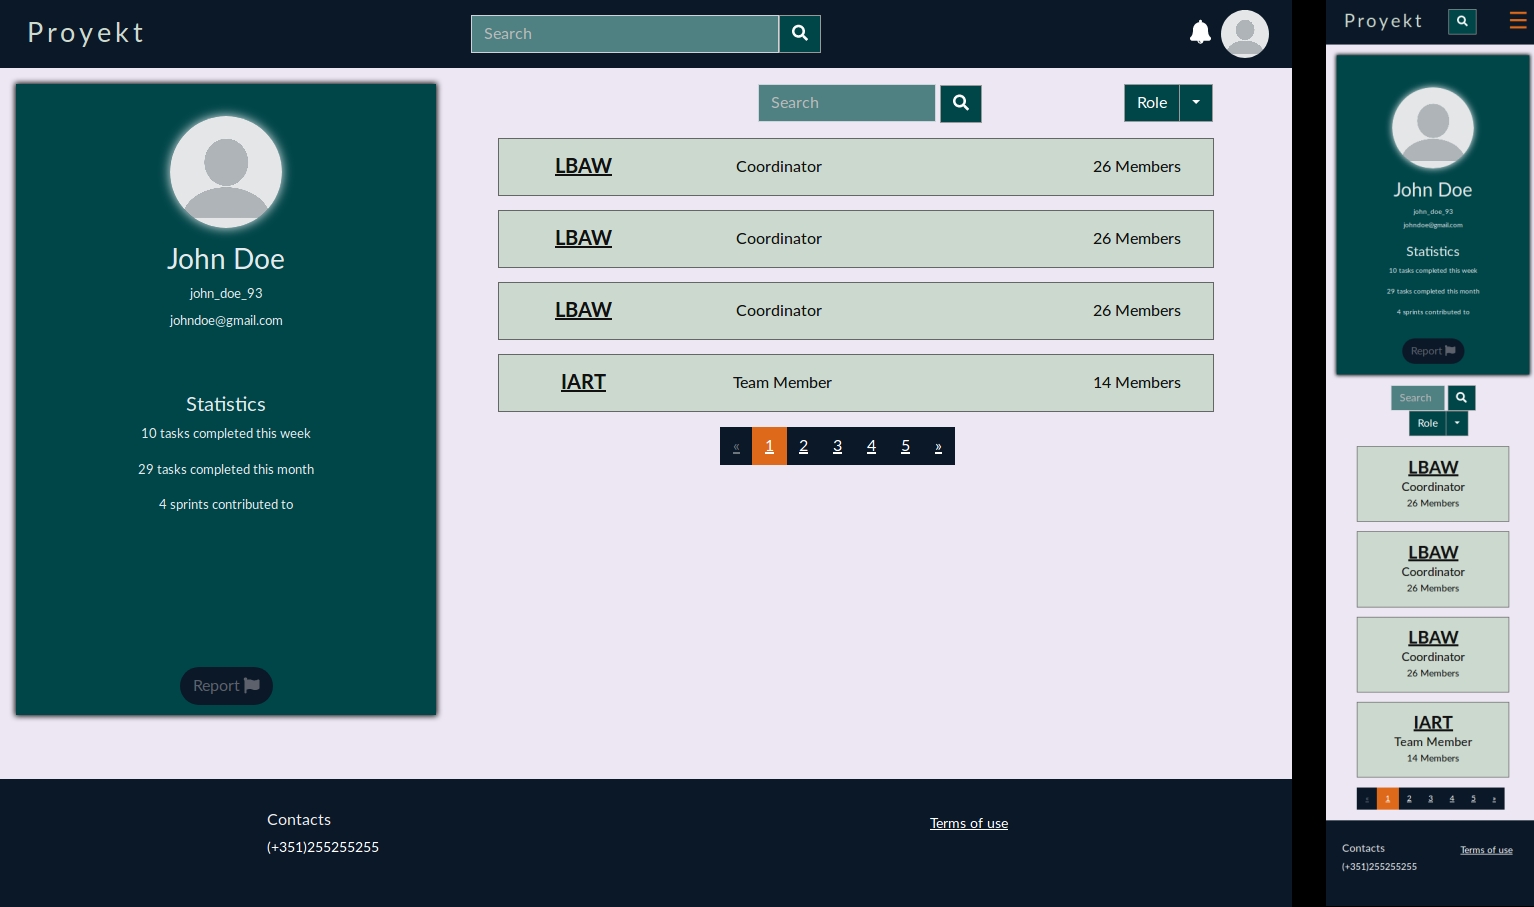 Proyekt
Search
John Doe
john_doe_93
johndoe@gmail.com
Statistics
10 tasks completed this week
29 tasks completed this month
4 sprints contributed to
Report
Search
Role
LBAW Coordinator 26 Members
LBAW Coordinator 26 Members
LBAW Coordinator 26 Members
IART Team Member 14 Members
« 1 2 3 4 5 »
Contacts
(+351)255255255
Terms of use
Proyekt
John Doe
john_doe_93
johndoe@gmail.com
Statistics
10 tasks completed this week
29 tasks completed this month
4 sprints contributed to
Report
Search
Role
LBAW
Coordinator
26 Members
LBAW
Coordinator
26 Members
LBAW
Coordinator
26 Members
IART
Team Member
14 Members
« 1 2 3 4 5 »
Contacts
(+351)255255255
Terms of use